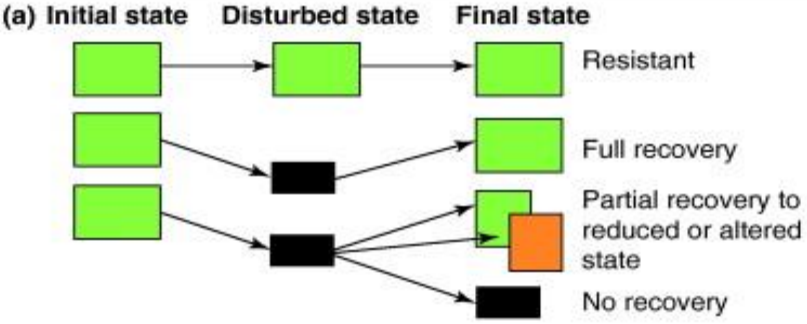 (a) Initial state Disturbed state Final state
Resistant
Full recovery
Partial recovery to
reduced or altered
state
No recovery